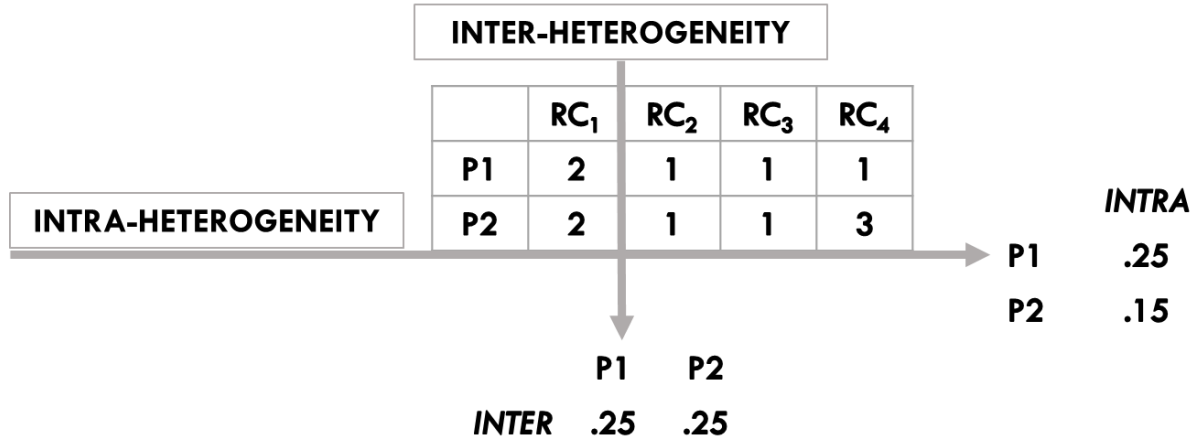 INTER-HETEROGENEITY
RC₁ RC₂ RC₃ RC₄
P1 2 1 1 1
INTRA-HETEROGENEITY
P2 2 1 1 3
INTRA
P1 .25
P2 .15
P1 P2
INTER .25 .25